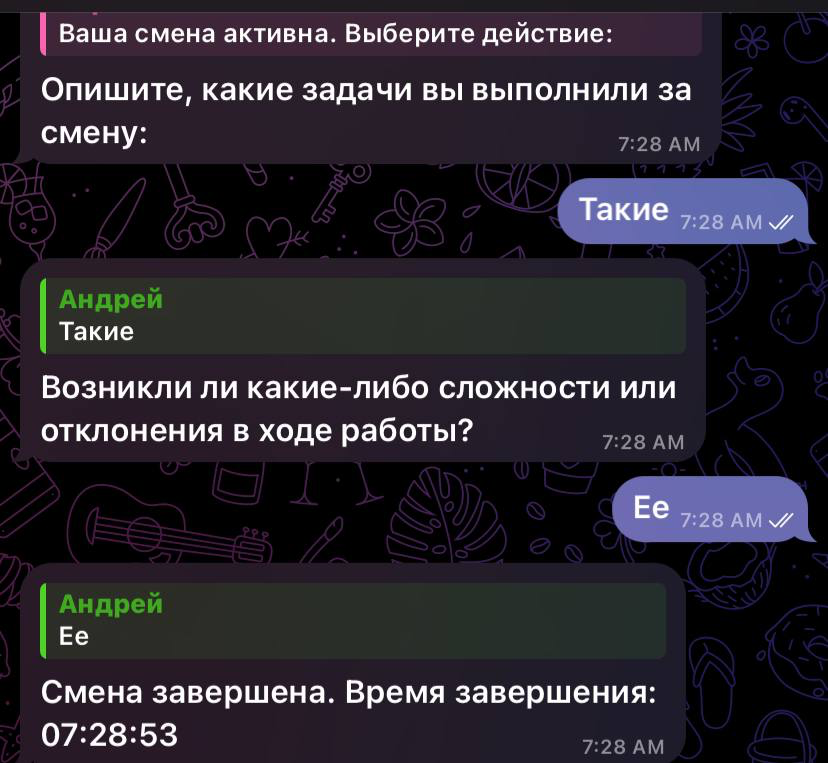 Ваша смена активна. Выберите действие:
Опишите, какие задачи вы выполнили за
смену:
7:28 AM
Такие 7:28 AM
Андрей
Такие
Возникли ли какие-либо сложности или
отклонения в ходе работы?
7:28 AM
Ее 7:28 AM
Андрей
Ее
Смена завершена. Время завершения:
07:28:53
7:28 AM